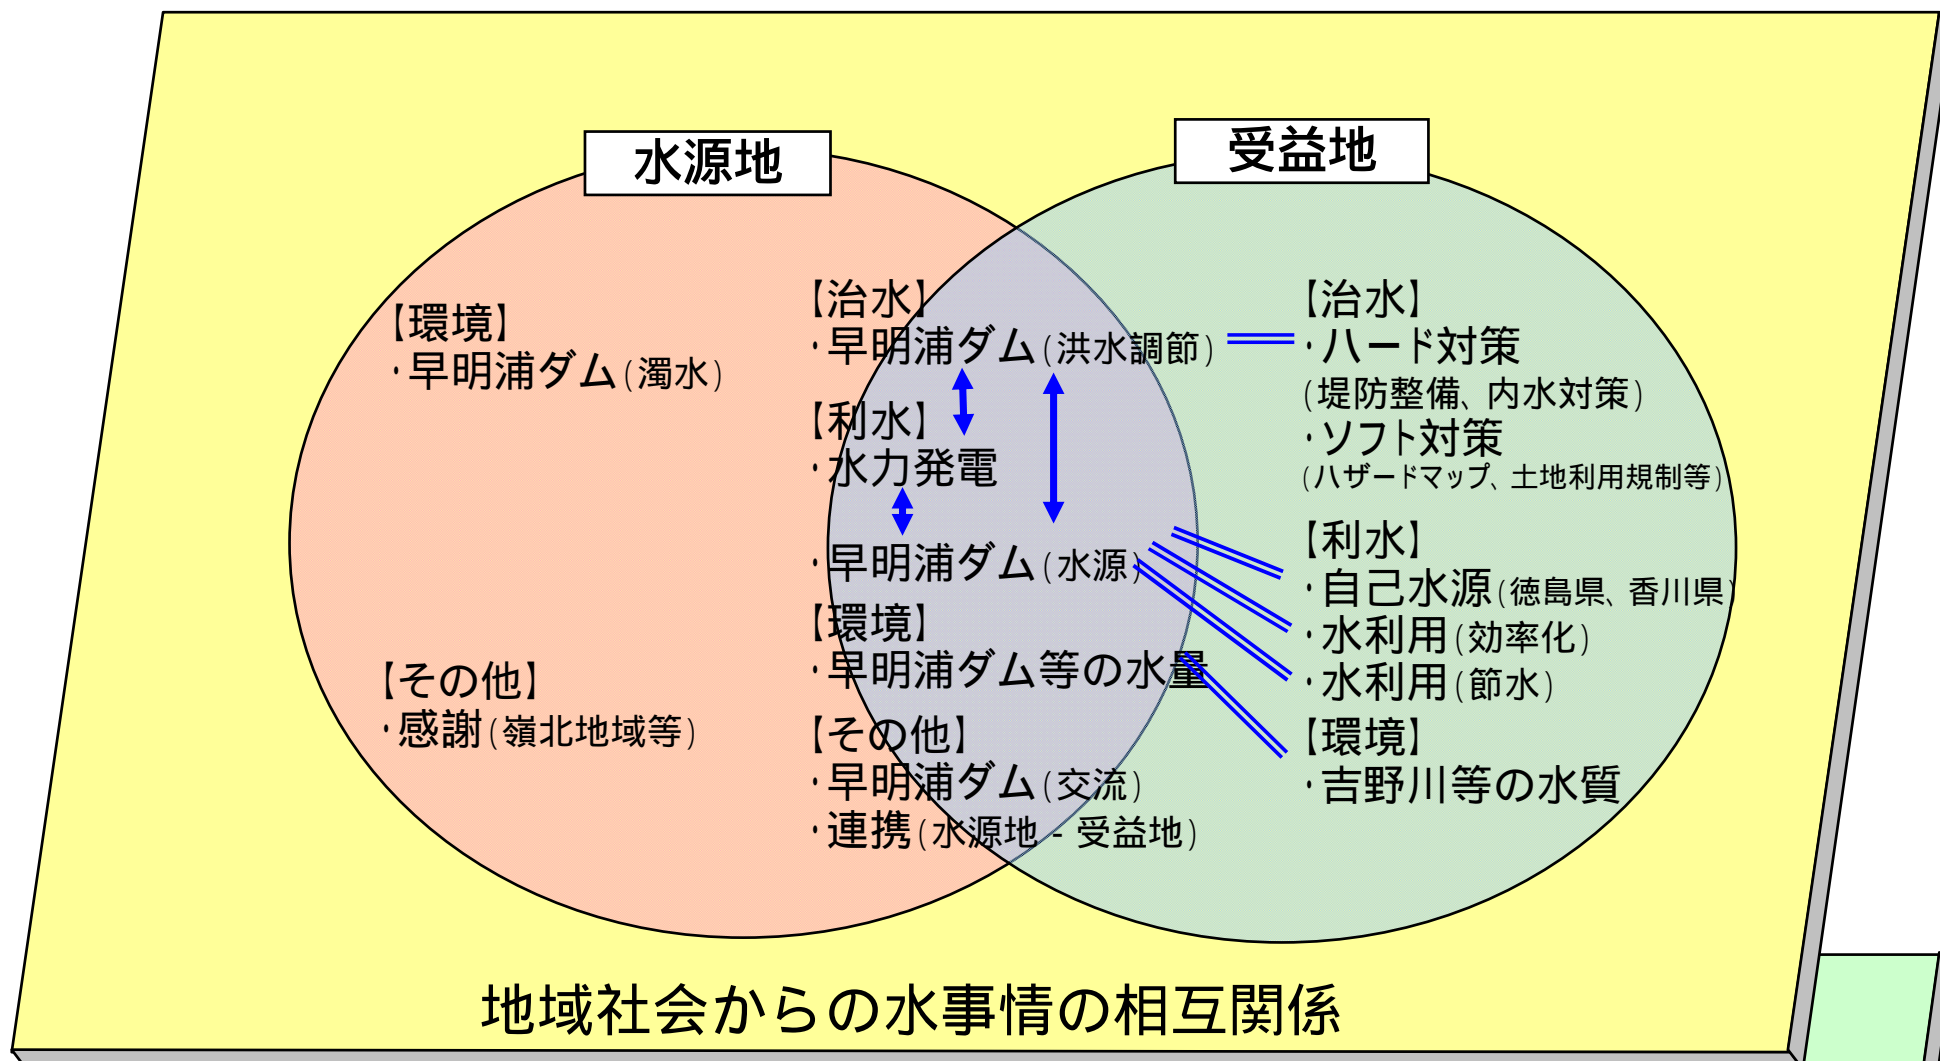 水源地
受益地
【環境】
・早明浦ダム(濁水)
【その他】
・感謝(嶺北地域等)
【治水】
・早明浦ダム(洪水調節)
【利水】
・水力発電
・早明浦ダム(水源)
【環境】
・早明浦ダム等の水量
【その他】
・早明浦ダム(交流)
・連携(水源地‐受益地)
【治水】
・ハード対策
(堤防整備、内水対策)
・ソフト対策
(ハザードマップ、土地利用規制等)
【利水】
・自己水源(徳島県、香川県)
・水利用(効率化)
・水利用(節水)
【環境】
・吉野川等の水質
地域社会からの水事情の相互関係